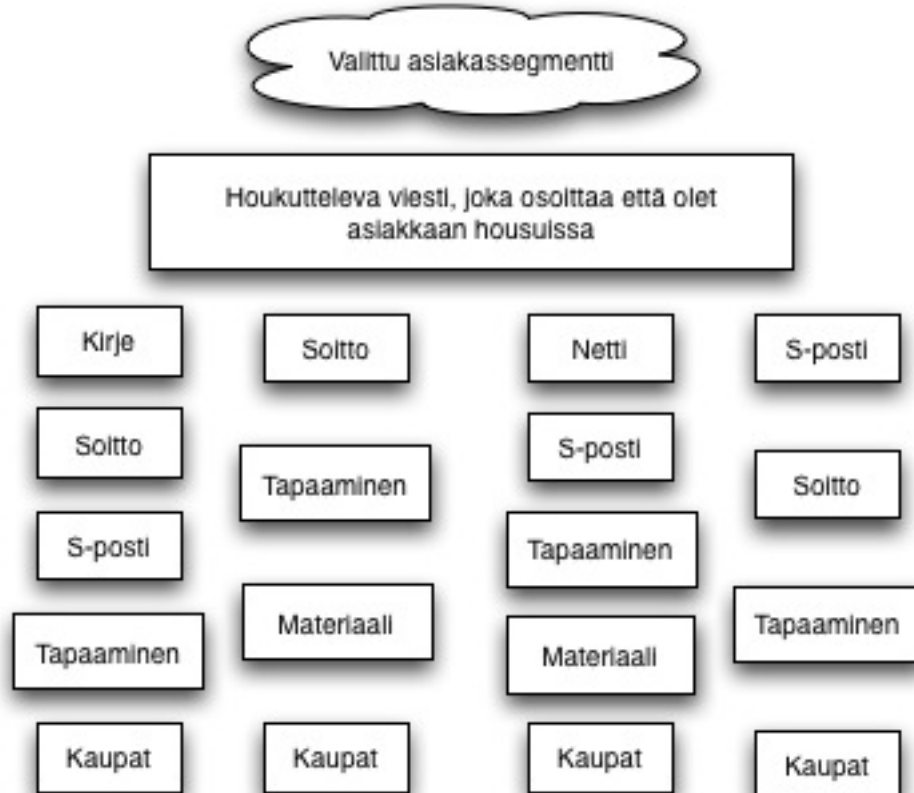 Valittu asiakassegmentti
Houkutteleva viesti, joka osoittaa että olet
asiakkaan housuissa
Kirje
Soitto
S-posti
Tapaaminen
Kaupat
Soitto
Tapaaminen
Materiaali
Kaupat
Netti
S-posti
Tapaaminen
Materiaali
Kaupat
S-posti
Soitto
Tapaaminen
Kaupat